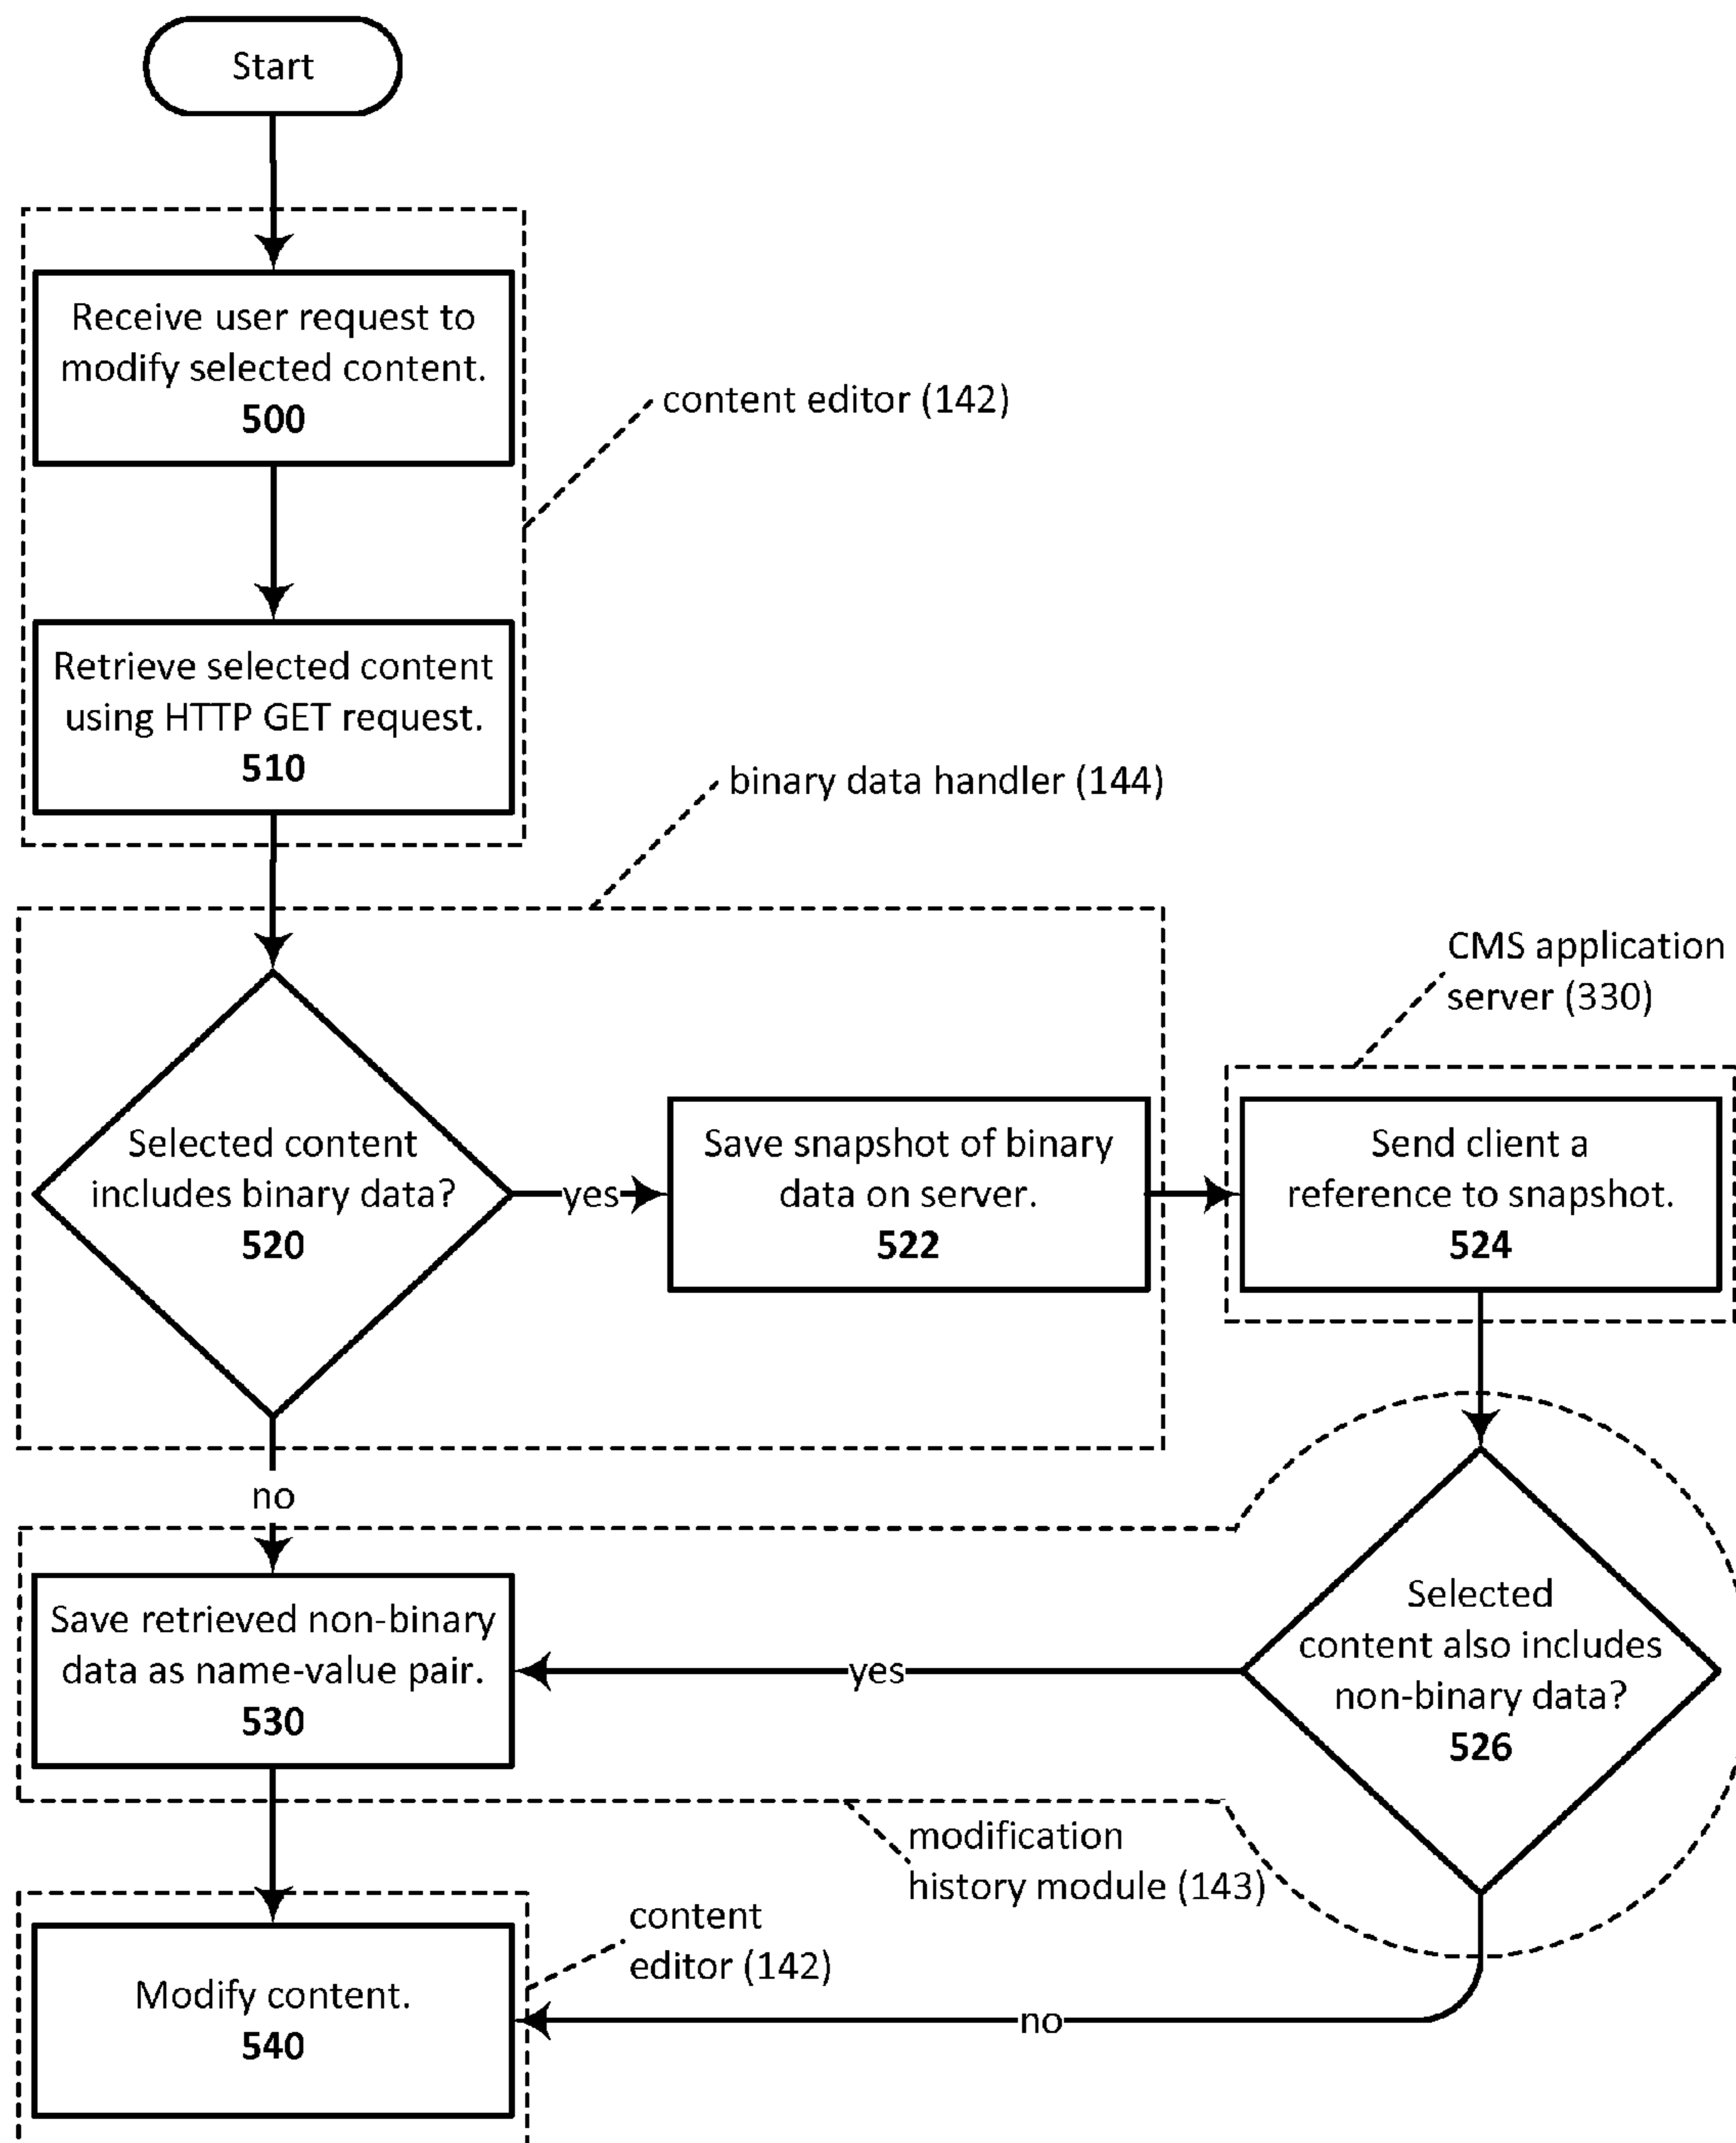 Start
Receive user request to
modify selected content.
500
content editor (142)
Retrieve selected content
using HTTP GET request.
510
binary data handler (144)
CMS application
server (330)
Selected content
includes binary data?
520
yes
Save snapshot of binary
data on server.
522
Send client a
reference to snapshot.
524
no
Save retrieved non-binary
data as name-value pair.
530
yes
Selected
content also includes
non-binary data?
526
modification
history module (143)
content
editor (142)
Modify content.
540
no